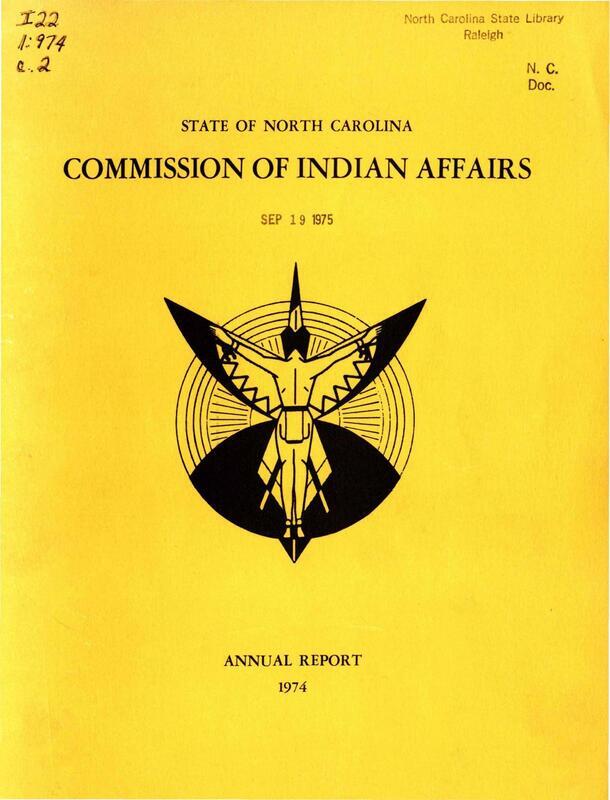 I22
1:974
c.2
North Carolina State Library
Raleigh
N. C.
Doc.
STATE OF NORTH CAROLINA
COMMISSION OF INDIAN AFFAIRS
SEP 19 1975
ANNUAL REPORT
1974